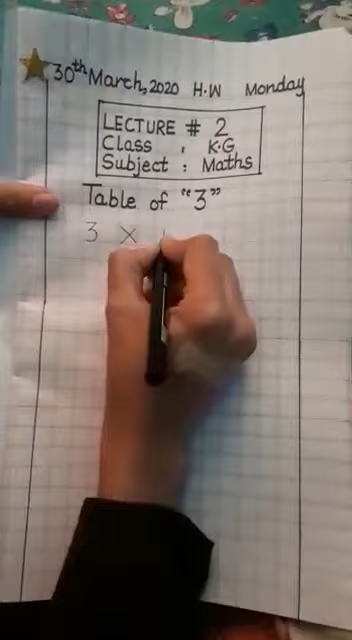 30th March, 2020 H.W Monday
LECTURE # 2
Class : K.G
Subject : Maths
Table of "3"
3 ×